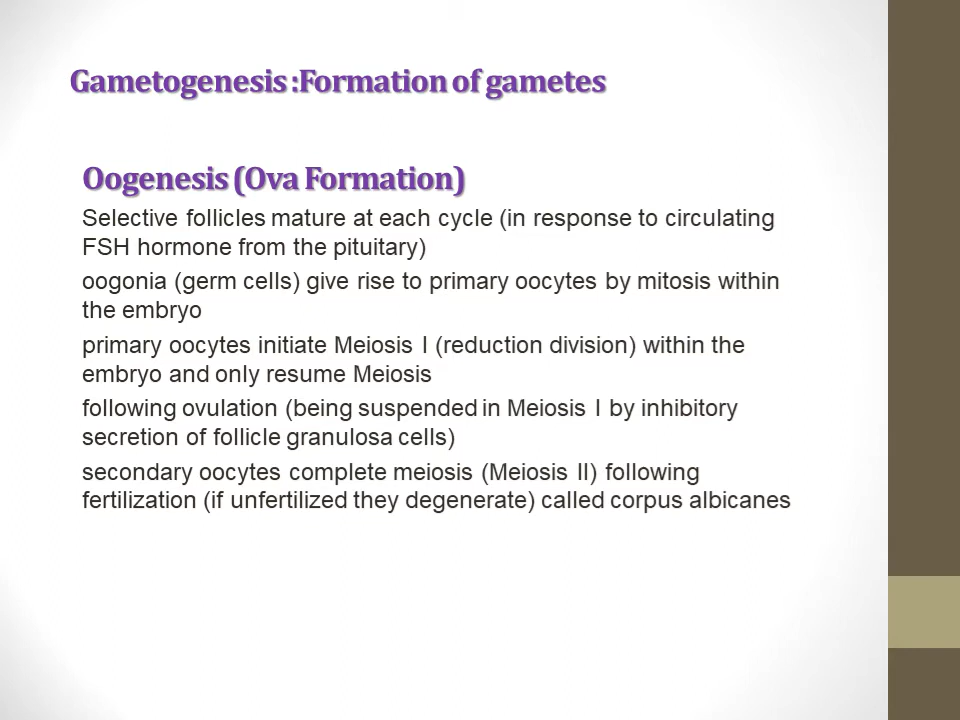 Gametogenesis :Formation of gametes
Oogenesis (Ova Formation)
Selective follicles mature at each cycle (in response to circulating
FSH hormone from the pituitary)
oogonia (germ cells) give rise to primary oocytes by mitosis within
the embryo
primary oocytes initiate Meiosis I (reduction division) within the
embryo and only resume Meiosis
following ovulation (being suspended in Meiosis I by inhibitory
secretion of follicle granulosa cells)
secondary oocytes complete meiosis (Meiosis II) following
fertilization (if unfertilized they degenerate) called corpus albicanes